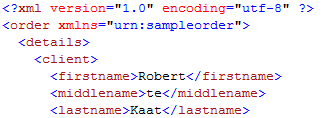 <?xml version="1.0" encoding="utf-8" ?>
<order xmlns="urn:sampleorder">
<details>
<client>
<firstname>Robert</firstname>
<middlename>te</middlename>
<lastname>Kaat</lastname>